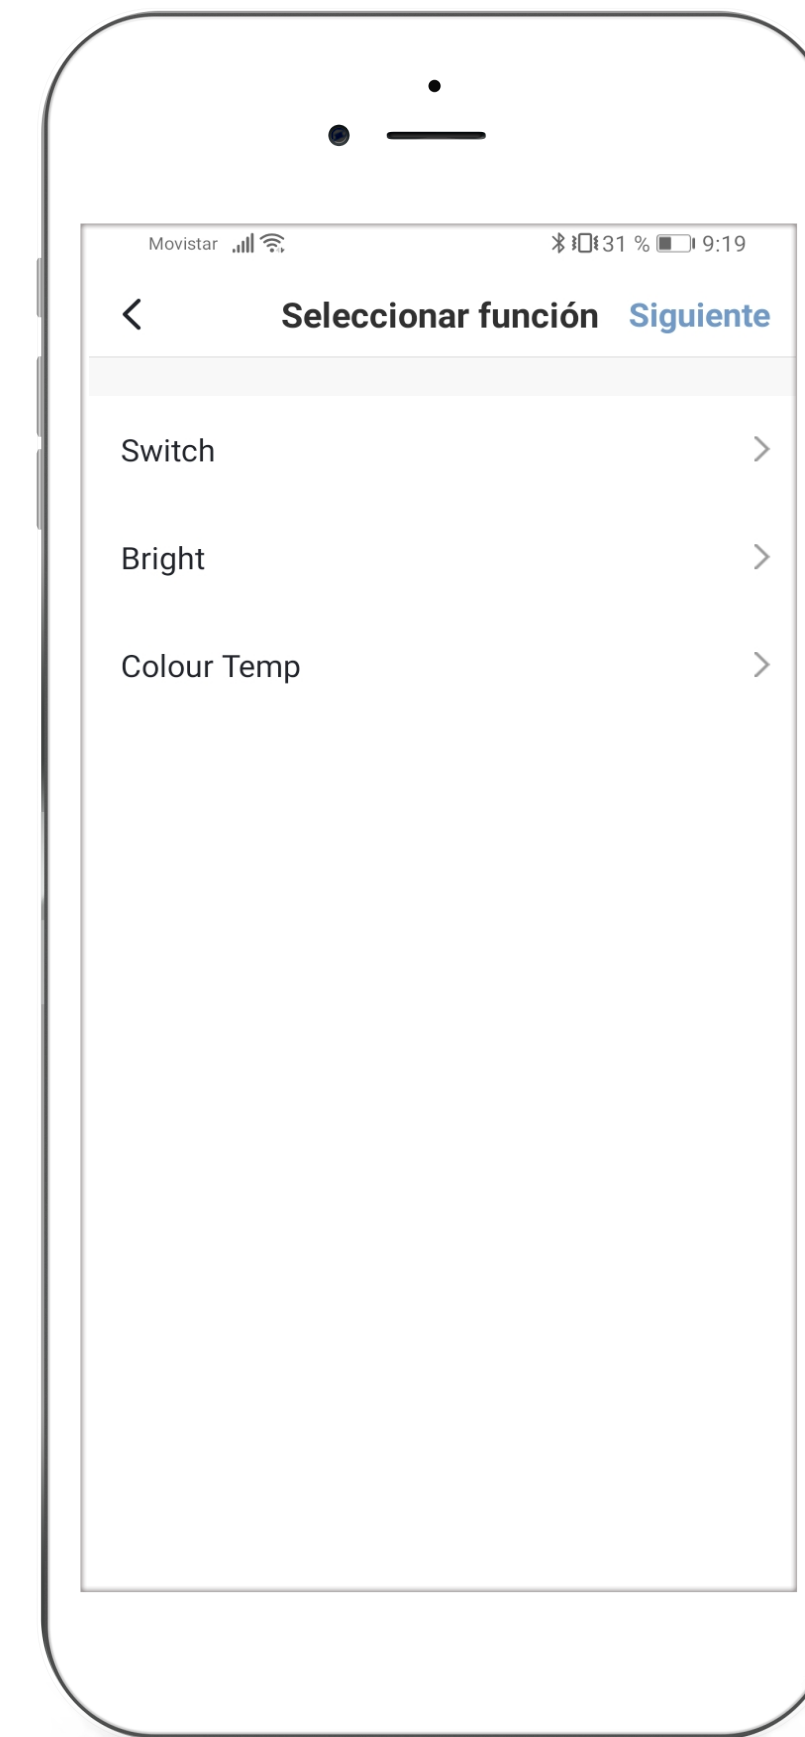 Movistar 31 % 9:19
Seleccionar función Siguiente
Switch
Bright
Colour Temp